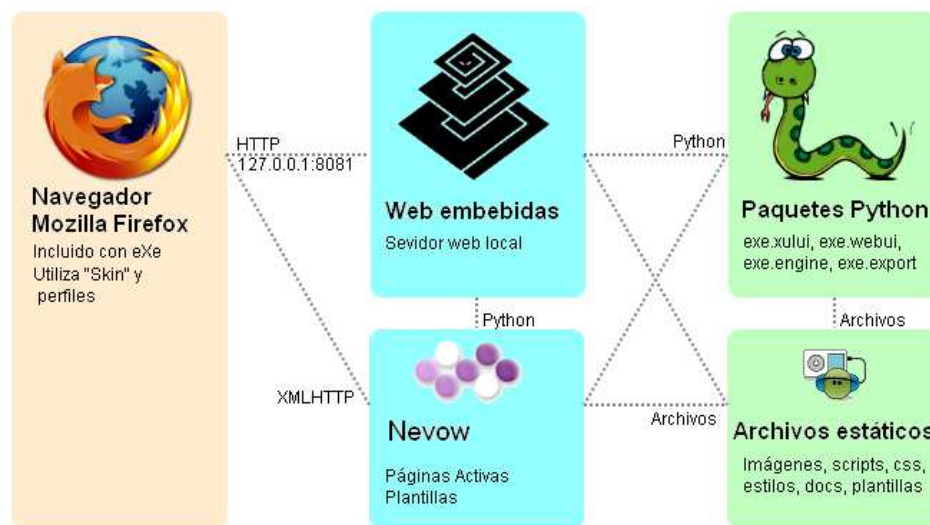 Navegador
Mozilla Firefox
Incluido con eXe
Utiliza "Skin" y
perfiles
HTTP
127.0.0.1:8081
XMLHTTP
Web embebidas
Sevidor web local
Python
Nevow
Páginas Activas
Plantillas
Python
Archivos
Paquetes Python
exe.xului, exe.webui,
exe.engine, exe.export
Archivos
Archivos estáticos
Imágenes, scripts, css,
estilos, docs, plantillas